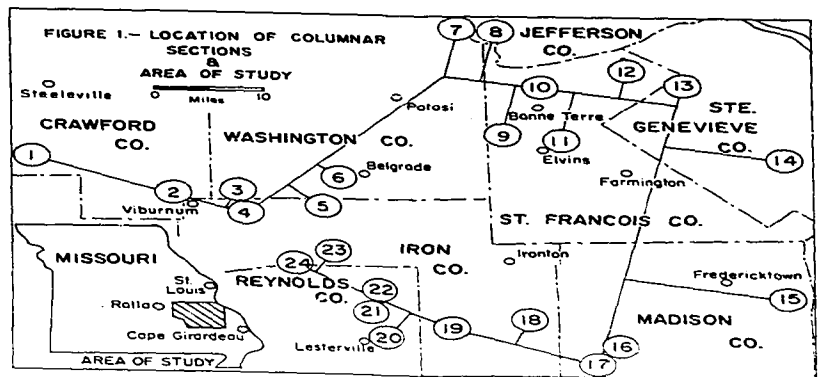 FIGURE 1.— LOCATION OF COLUMNAR
SECTIONS
&
AREA OF STUDY
0 10
Miles
7
8
JEFFERSON
CO.
Steeleville
Potosi
10
12
13
Bonne Terre
STE.
GENEVIEVE
CO.
CRAWFORD
CO.
WASHINGTON
CO.
9
11
Elvins
14
1
6
Belgrade
Farmington
2
3
Viburnum
4
5
ST. FRANCOIS CO.
MISSOURI
St.
Louis
Rolla
Cape Girardeau
AREA OF STUDY
23
24
IRON
CO.
Ironton
REYNOLDS
CO.
22
21
Fredericktown
15
20
Lesterville
19
18
MADISON
CO.
16
17